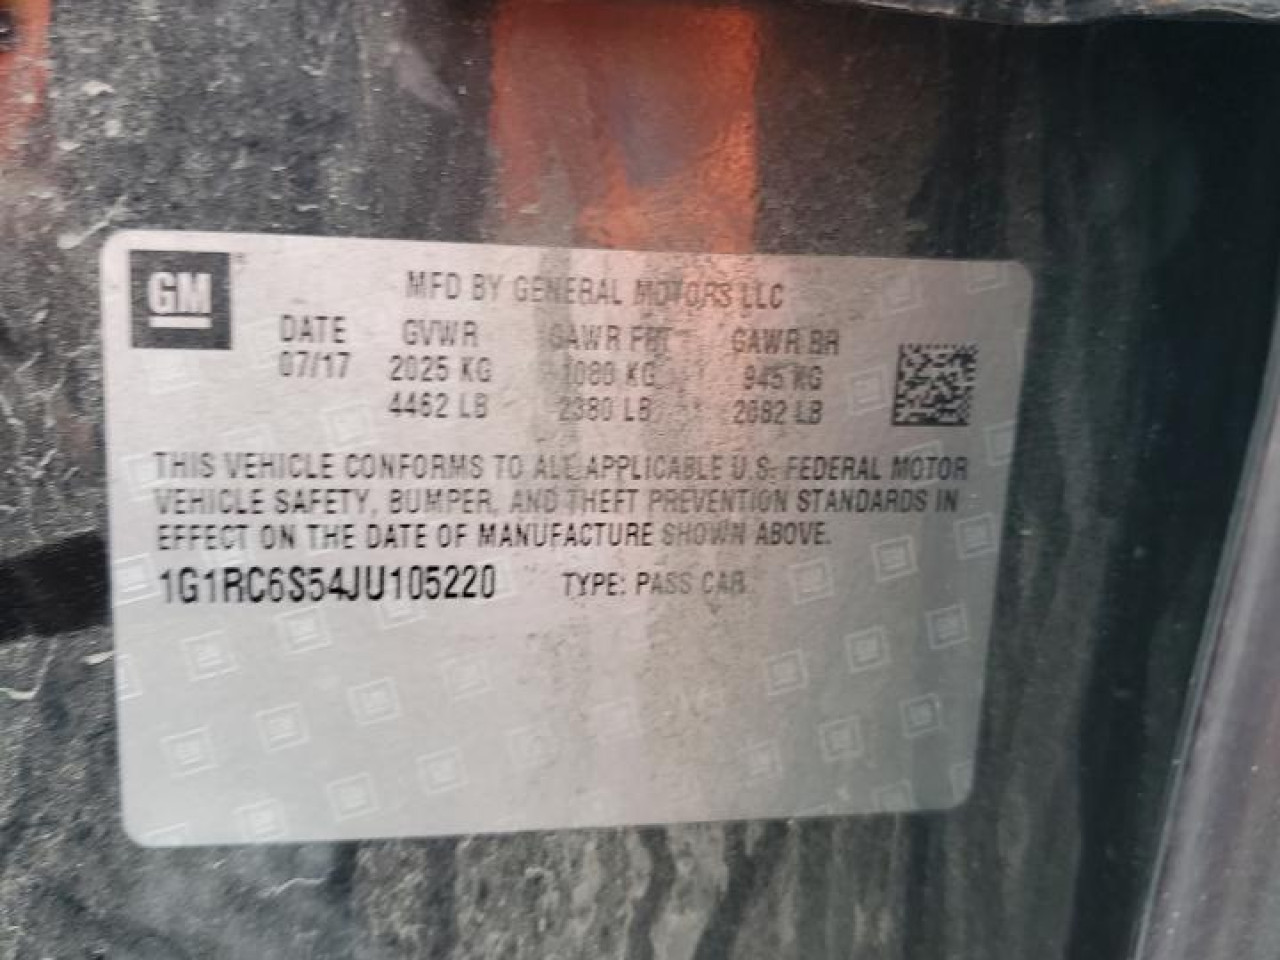 GM
MFD BY GENERAL MOTORS LLC
DATE GVWR GAWR FRT GAWR RR
07/17 2025 KG 1080 KG 945 KG
4462 LB 2380 LB 2082 LB
THIS VEHICLE CONFORMS TO ALL APPLICABLE U.S. FEDERAL MOTOR
VEHICLE SAFETY, BUMPER, AND THEFT PREVENTION STANDARDS IN
EFFECT ON THE DATE OF MANUFACTURE SHOWN ABOVE.
1G1RC6S54JU105220 TYPE: PASS CAR